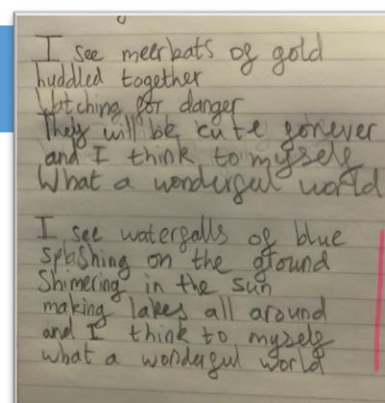 I see meerkats of gold
huddled together
Watching for danger
They will be cute forever
and I think to myself
What a wonderful world
I see waterfalls of blue
splashing on the ground
Shimering in the sun
making lakes all around
and I think to myself
what a wonderful world